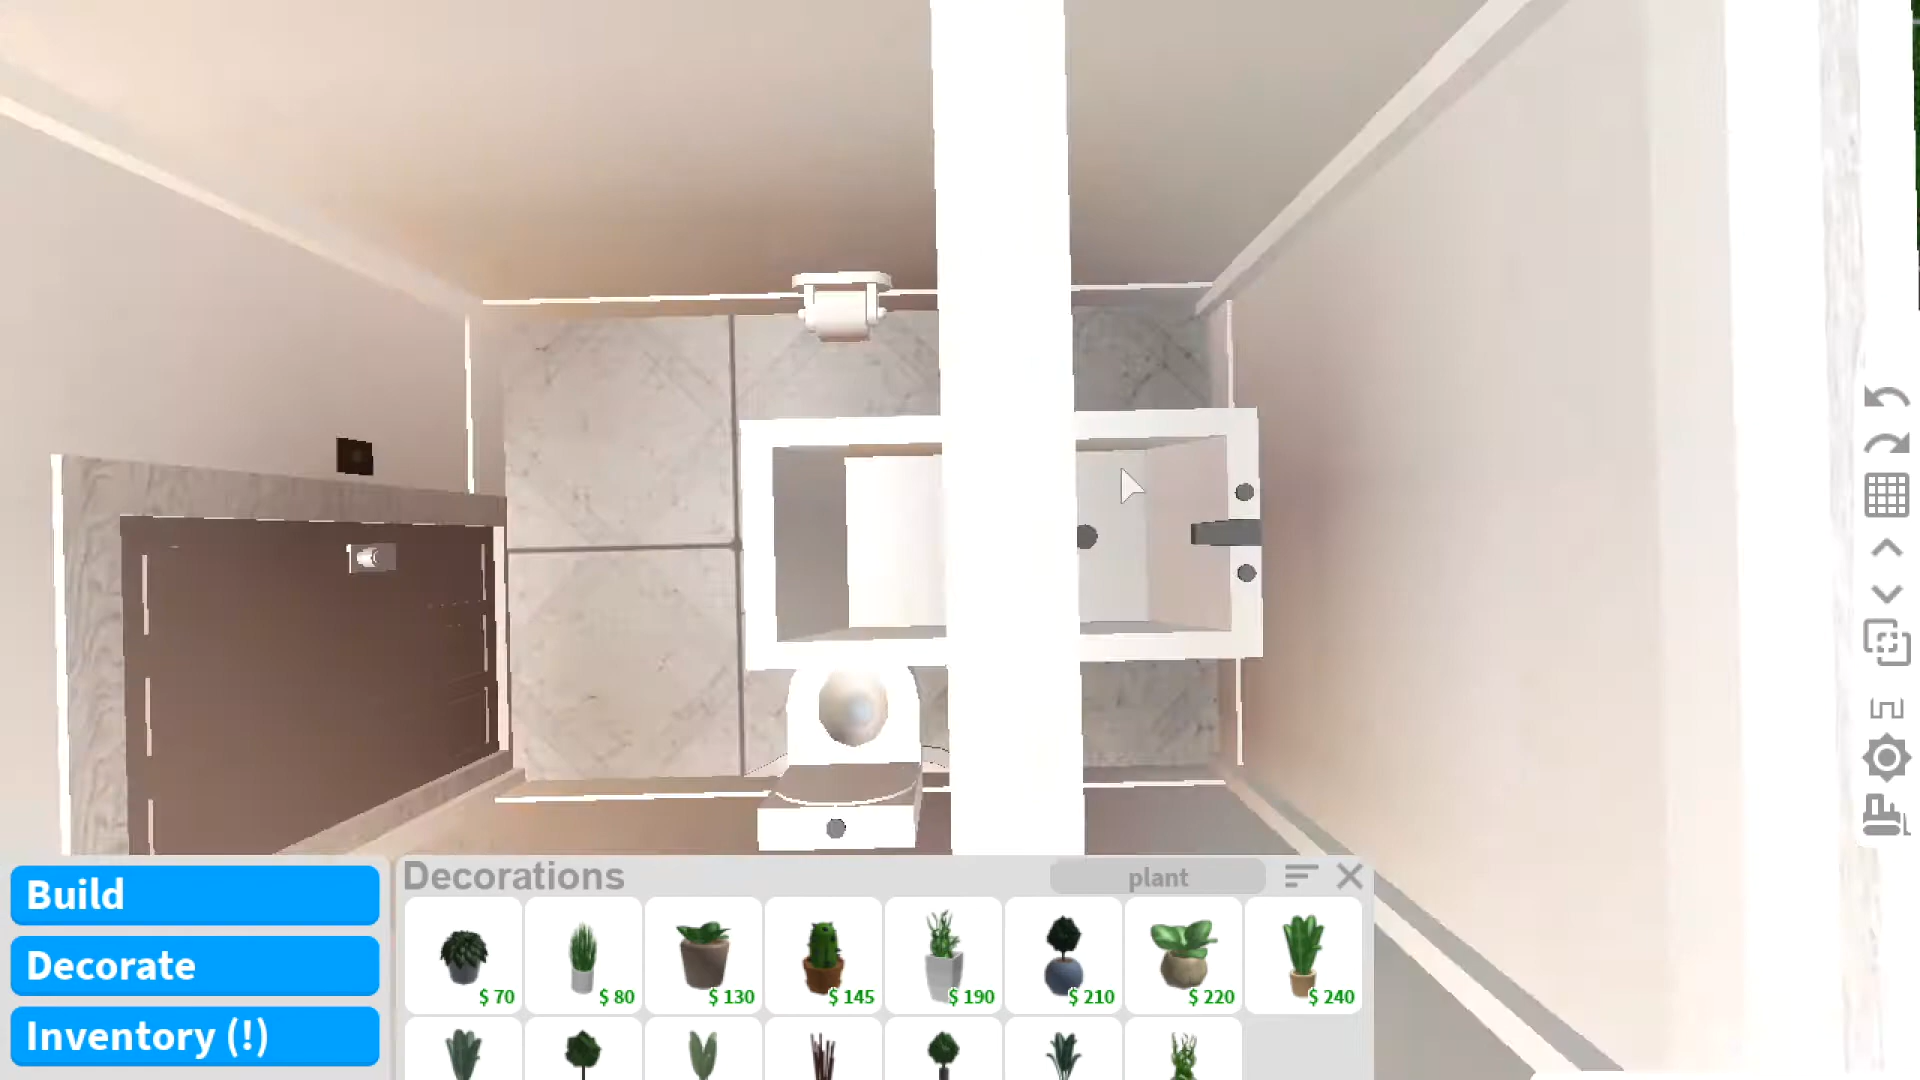 Build
Decorate
Inventory (!)
Decorations
plant
$ 70
$ 80
$ 130
$ 145
$ 190
$ 210
$ 220
$ 240